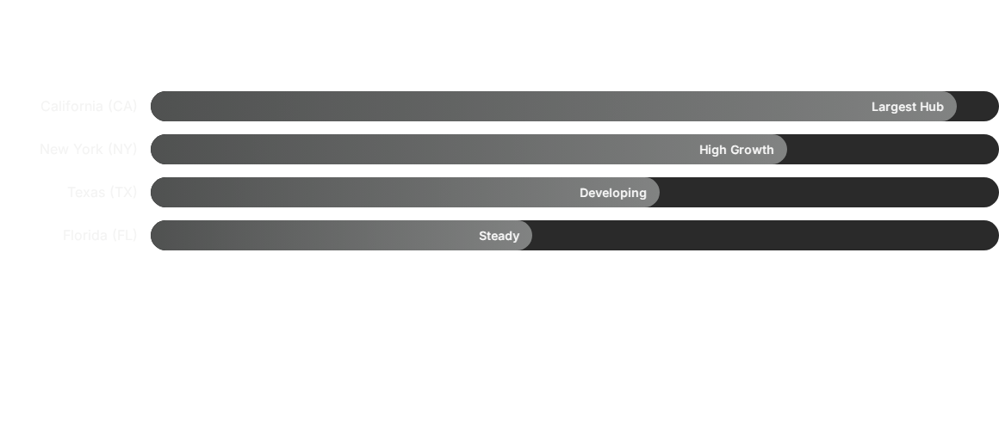 California (CA) Largest Hub
New York (NY) High Growth
Texas (TX) Developing
Florida (FL) Steady